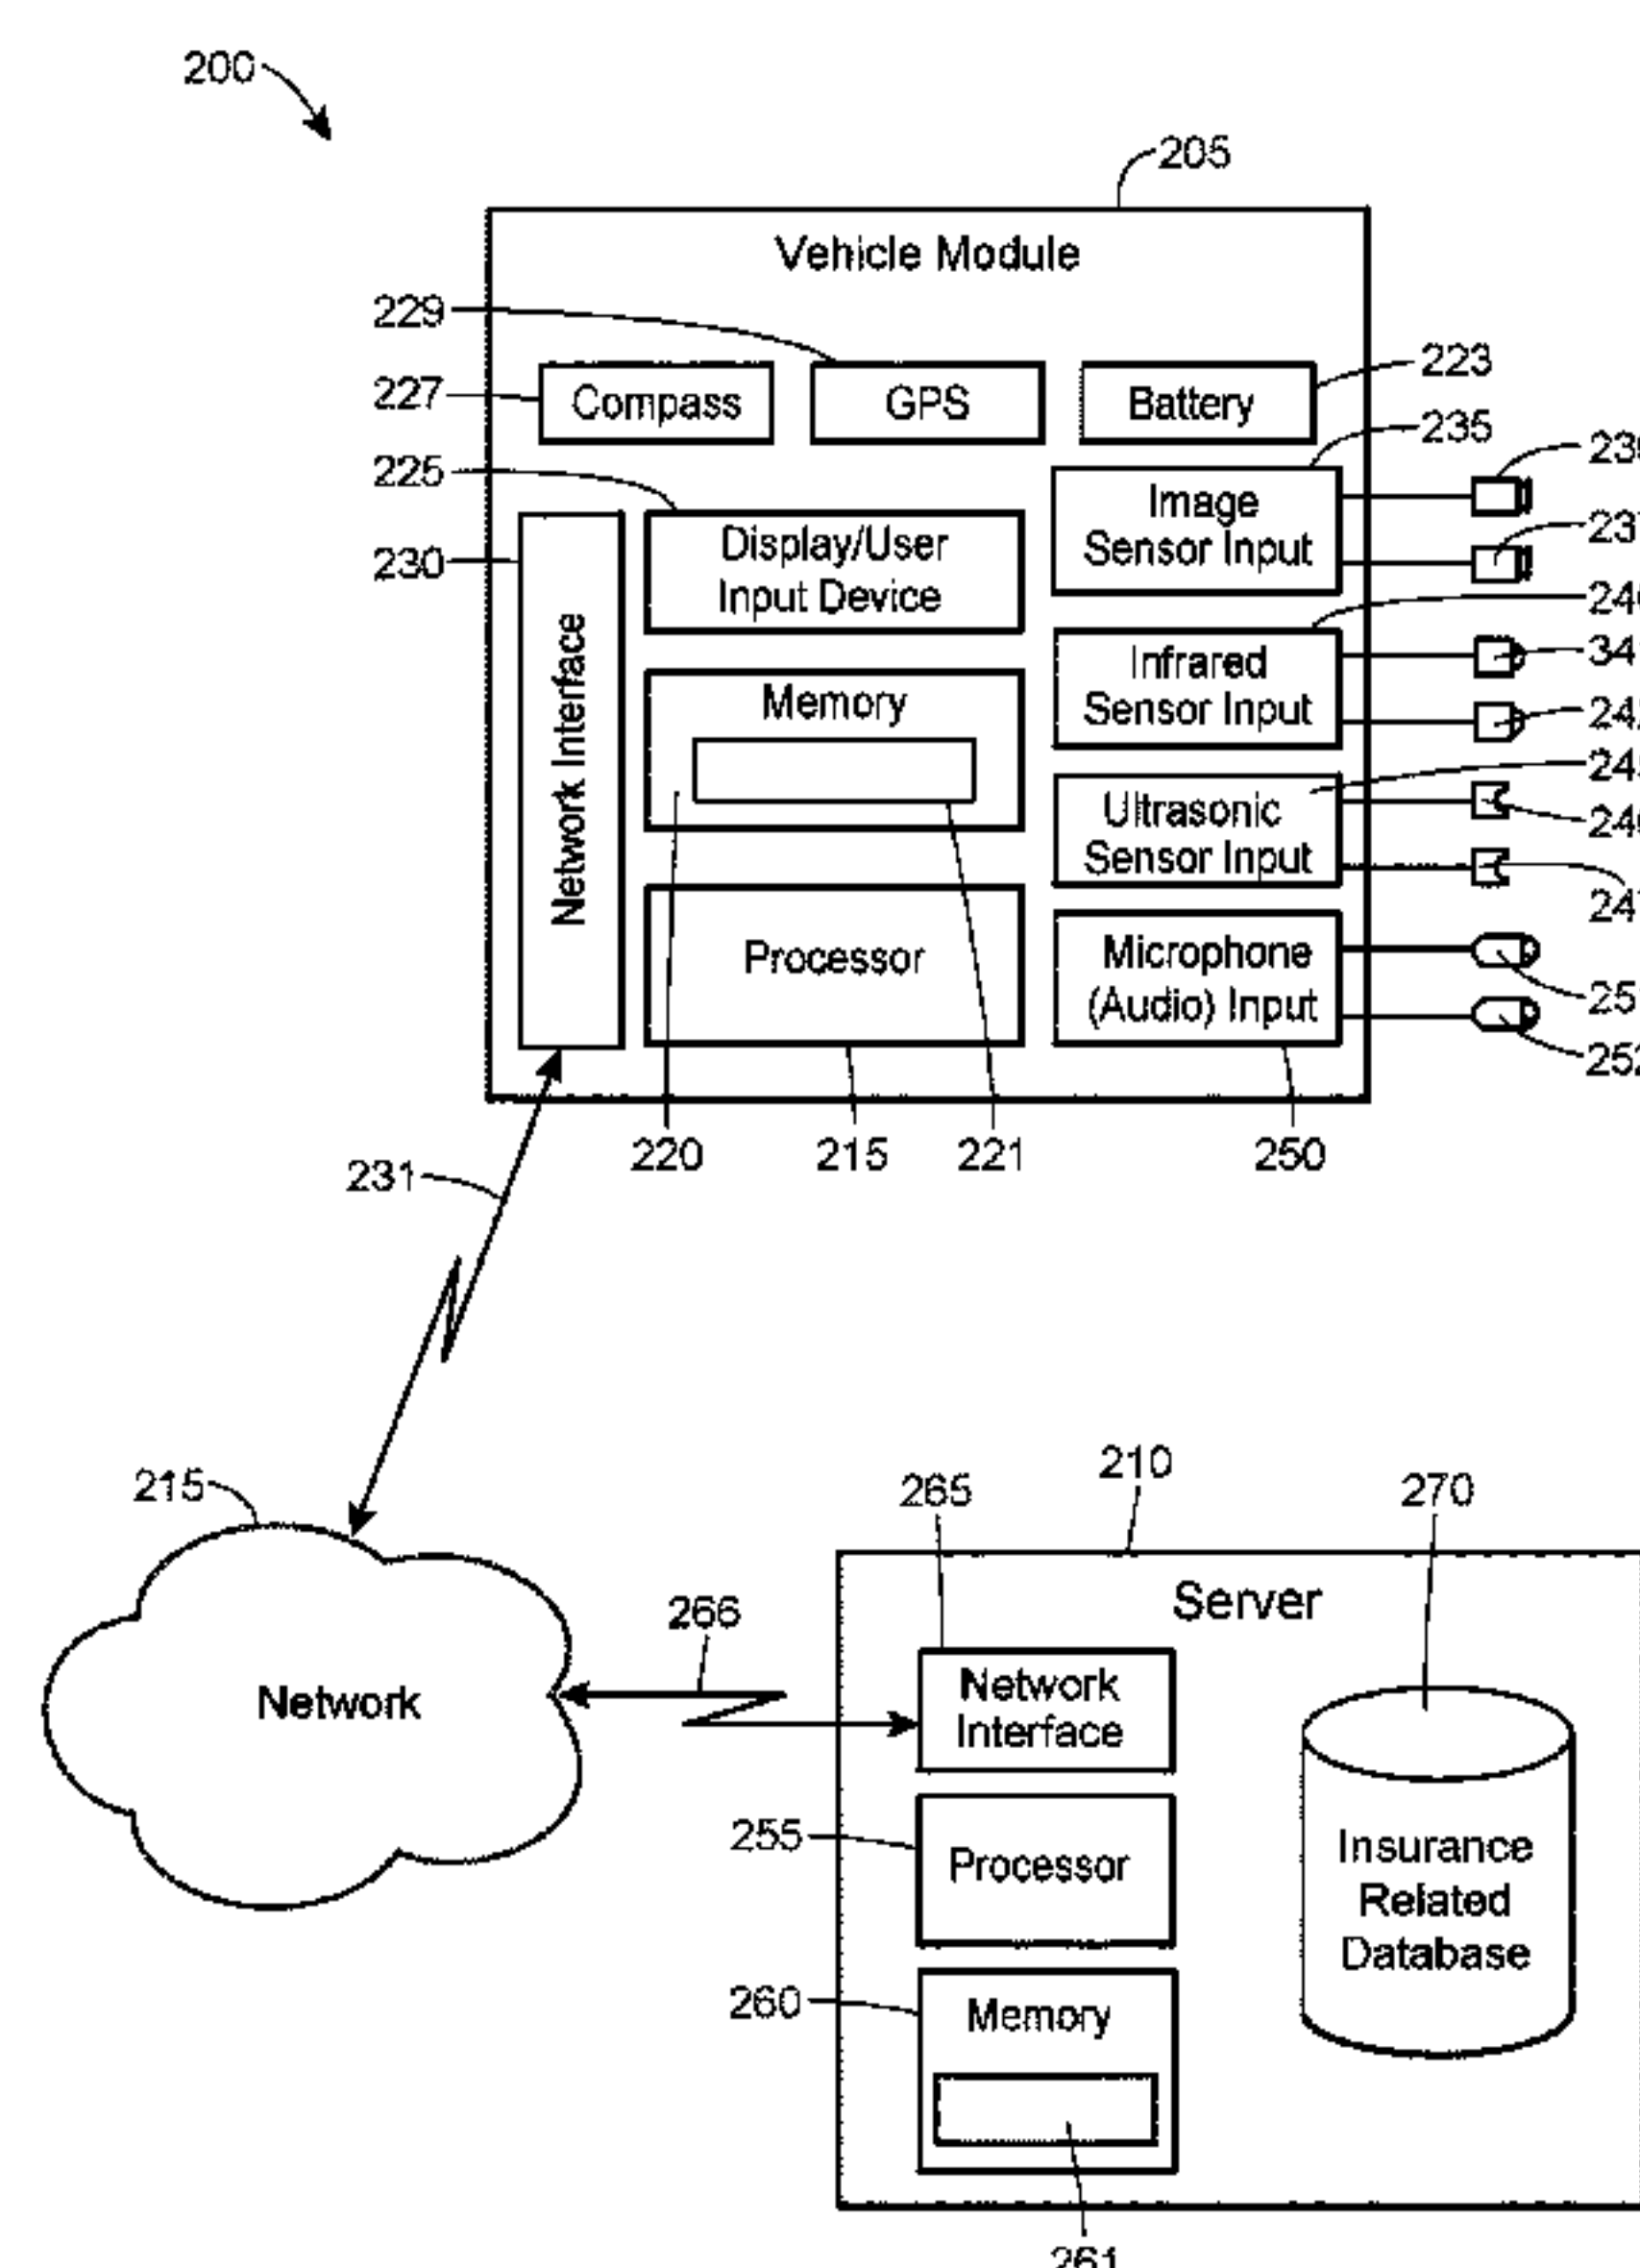 200
205
Vehicle Module
229
227
Compass
GPS
Battery
223
235
225
Image
Sensor Input
230
Display/User
Input Device
Network Interface
Infrared
Sensor Input
Memory
Ultrasonic
Sensor Input
Processor
Microphone
(Audio) Input
220
215
221
250
231
215
Network
266
265
210
270
Server
Network
Interface
255
Processor
Insurance
Related
Database
260
Memory
261